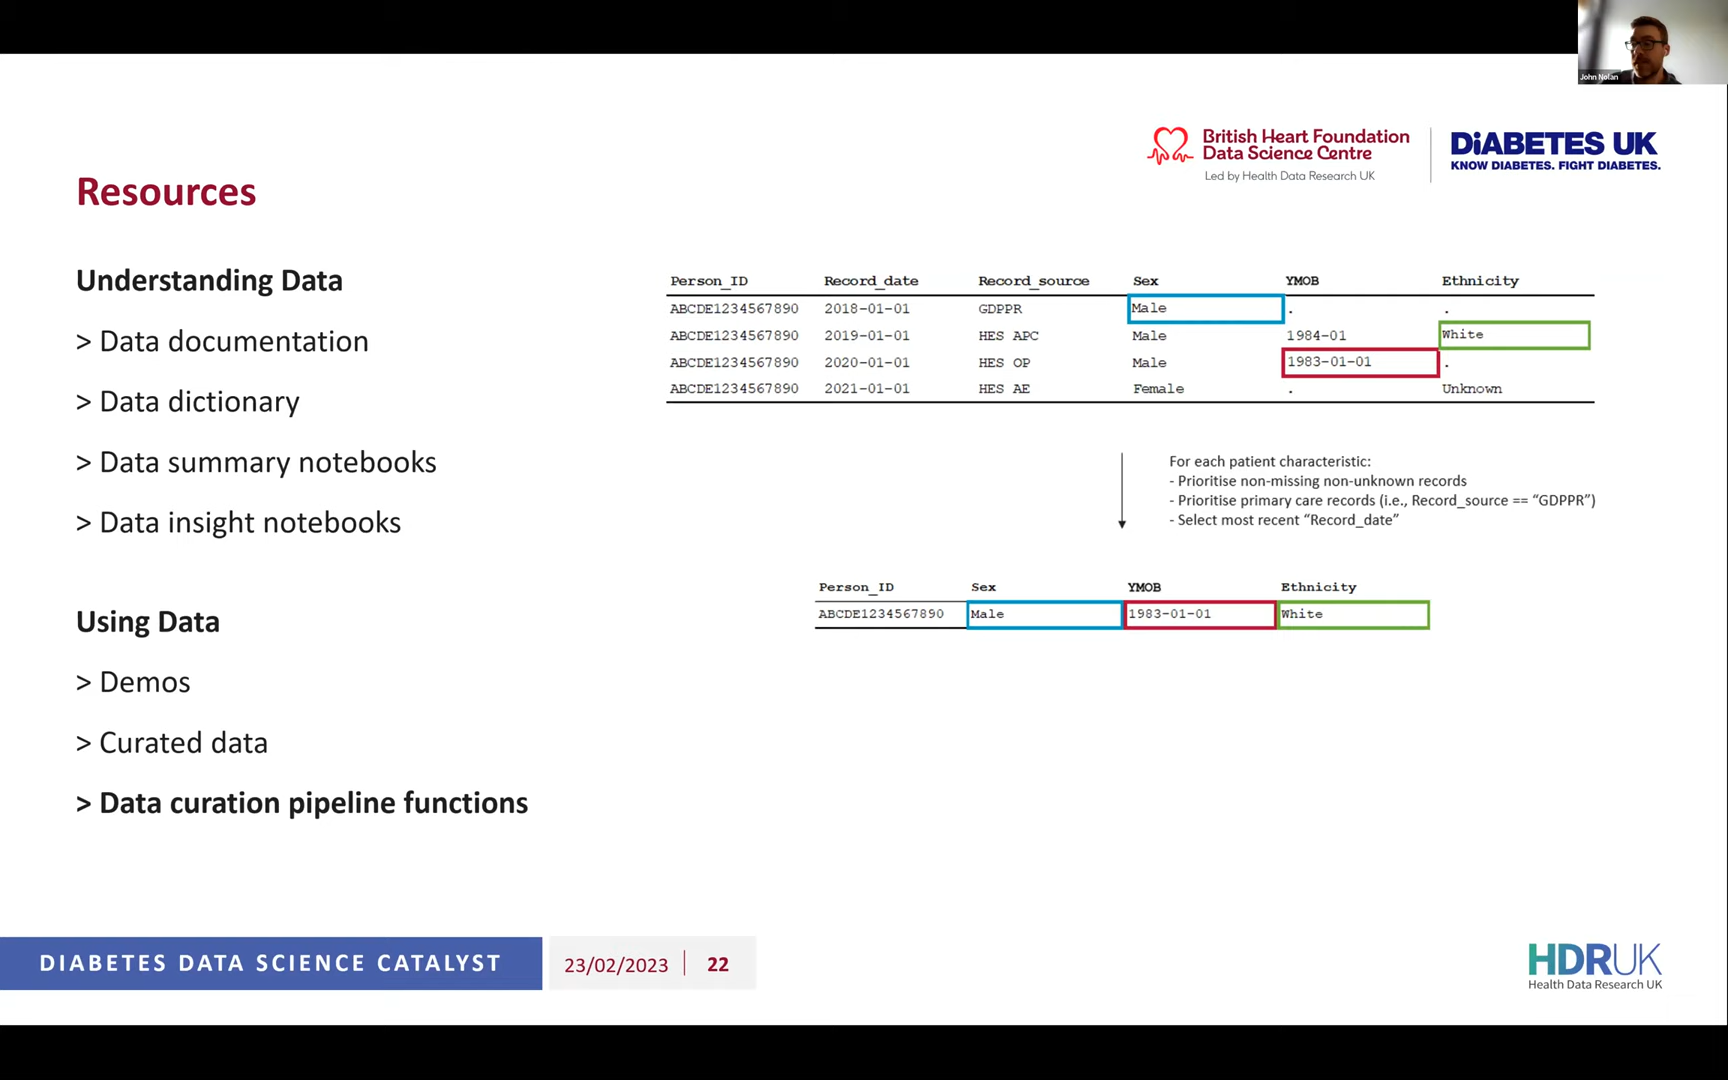 John Nolan
British Heart Foundation
Data Science Centre
Led by Health Data Research UK
DiABETES UK
KNOW DIABETES. FIGHT DIABETES.
Resources
Understanding Data
> Data documentation
> Data dictionary
> Data summary notebooks
> Data insight notebooks
Using Data
> Demos
> Curated data
> Data curation pipeline functions
Person_ID Record_date Record_source Sex YMOB Ethnicity
ABCDE1234567890 2018-01-01 GDPPR Male . .
ABCDE1234567890 2019-01-01 HES APC Male 1984-01 White
ABCDE1234567890 2020-01-01 HES OP Male 1983-01-01 .
ABCDE1234567890 2021-01-01 HES AE Female . Unknown
For each patient characteristic:
- Prioritise non-missing non-unknown records
- Prioritise primary care records (i.e., Record_source == “GDPPR”)
- Select most recent “Record_date”
Person_ID Sex YMOB Ethnicity
ABCDE1234567890 Male 1983-01-01 White
DIABETES DATA SCIENCE CATALYST
23/02/2023 22
HDRUK
Health Data Research UK